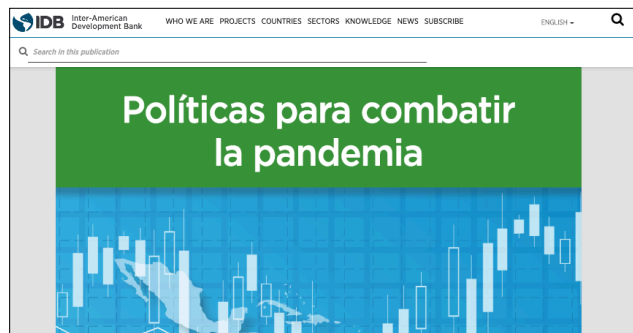 IDB Inter-American Development Bank
WHO WE ARE PROJECTS COUNTRIES SECTORS KNOWLEDGE NEWS SUBSCRIBE
ENGLISH
Search in this publication
Políticas para combatir
la pandemia